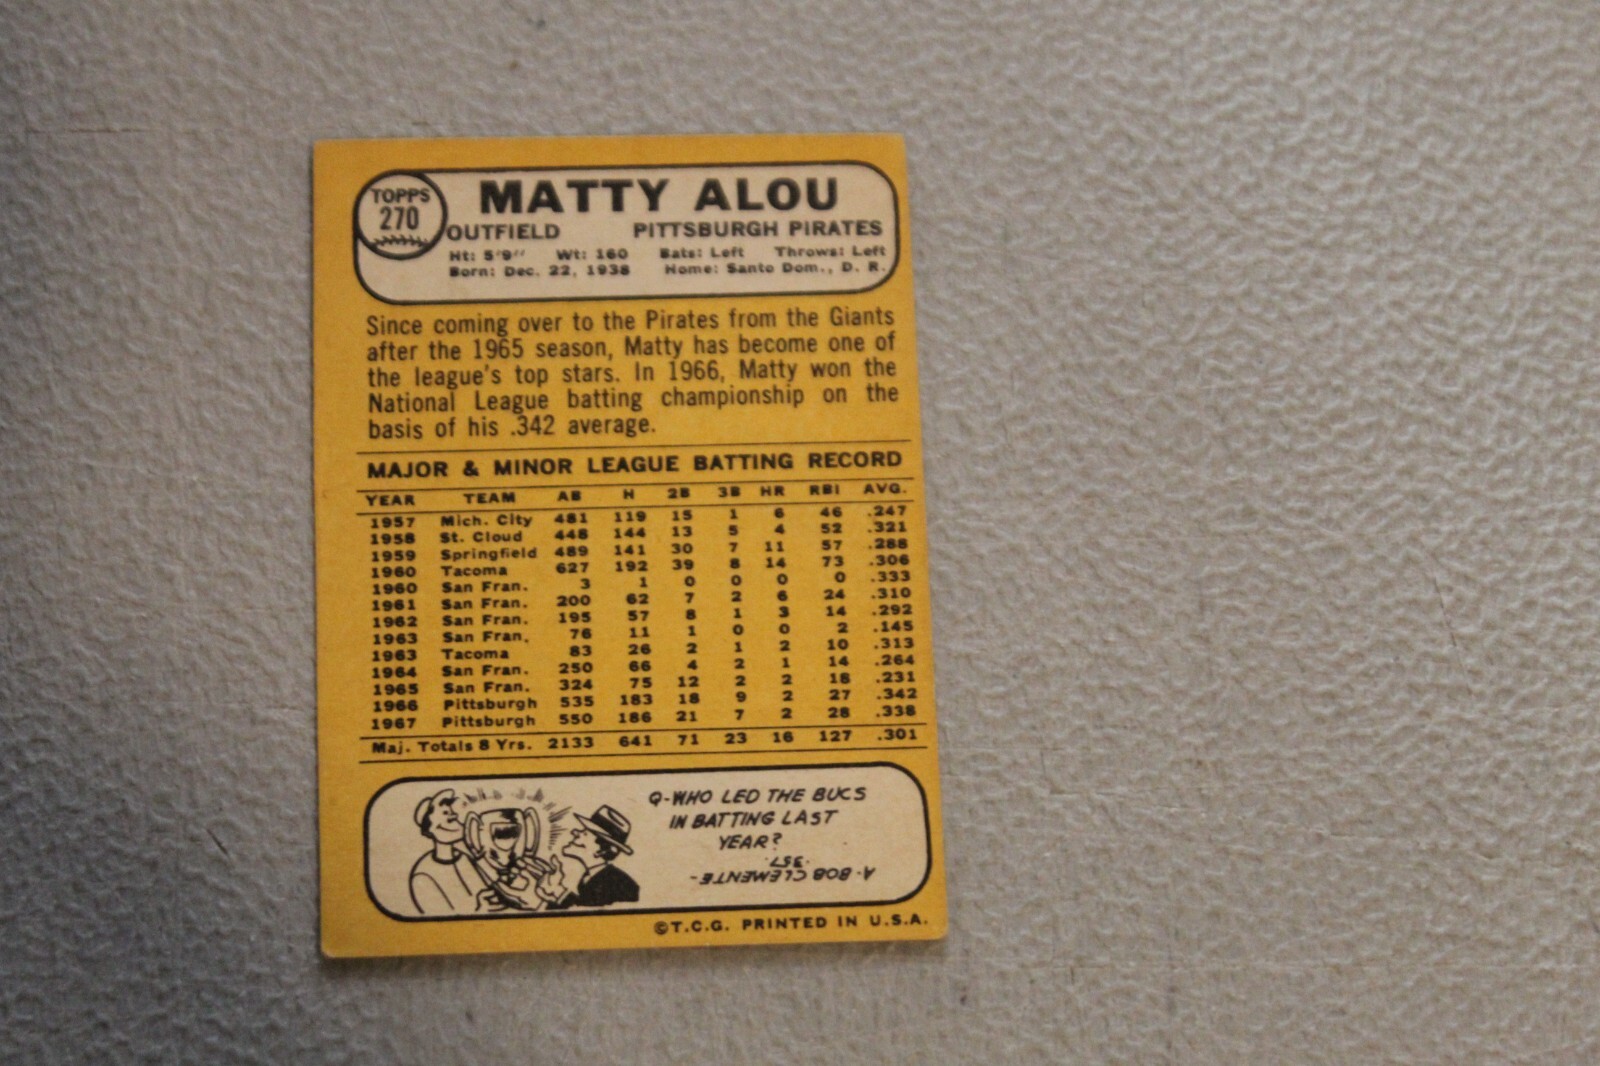 TOPPS
270
MATTY ALOU
OUTFIELD PITTSBURGH PIRATES
Ht: 5'9" Wt: 160 Bats: Left Throws: Left
Born: Dec. 22, 1938 Home: Santo Dom., D. R.
Since coming over to the Pirates from the Giants
after the 1965 season, Matty has become one of
the league's top stars. In 1966, Matty won the
National League batting championship on the
basis of his .342 average.
MAJOR & MINOR LEAGUE BATTING RECORD
YEAR TEAM AB H 2B 3B HR RBI AVG.
1957 Mich. City 481 119 15 1 6 46 .247
1958 St. Cloud 448 144 13 5 4 52 .321
1959 Springfield 489 141 30 7 11 57 .288
1960 Tacoma 627 192 39 8 14 73 .306
1960 San Fran. 3 1 0 0 0 0 .333
1961 San Fran. 200 62 7 2 6 24 .310
1962 San Fran. 195 57 8 1 3 14 .292
1963 San Fran. 76 11 1 0 0 2 .145
1963 Tacoma 83 26 2 1 2 10 .313
1964 San Fran. 250 66 4 2 1 14 .264
1965 San Fran. 324 75 12 2 2 18 .231
1966 Pittsburgh 535 183 18 9 2 27 .342
1967 Pittsburgh 550 186 21 7 2 28 .338
Maj. Totals 8 Yrs. 2133 641 71 23 16 127 .301
Q-WHO LED THE BUCS
IN BATTING LAST
YEAR?
A-BOB CLEMENTE-
.357.
©T.C.G. PRINTED IN U.S.A.